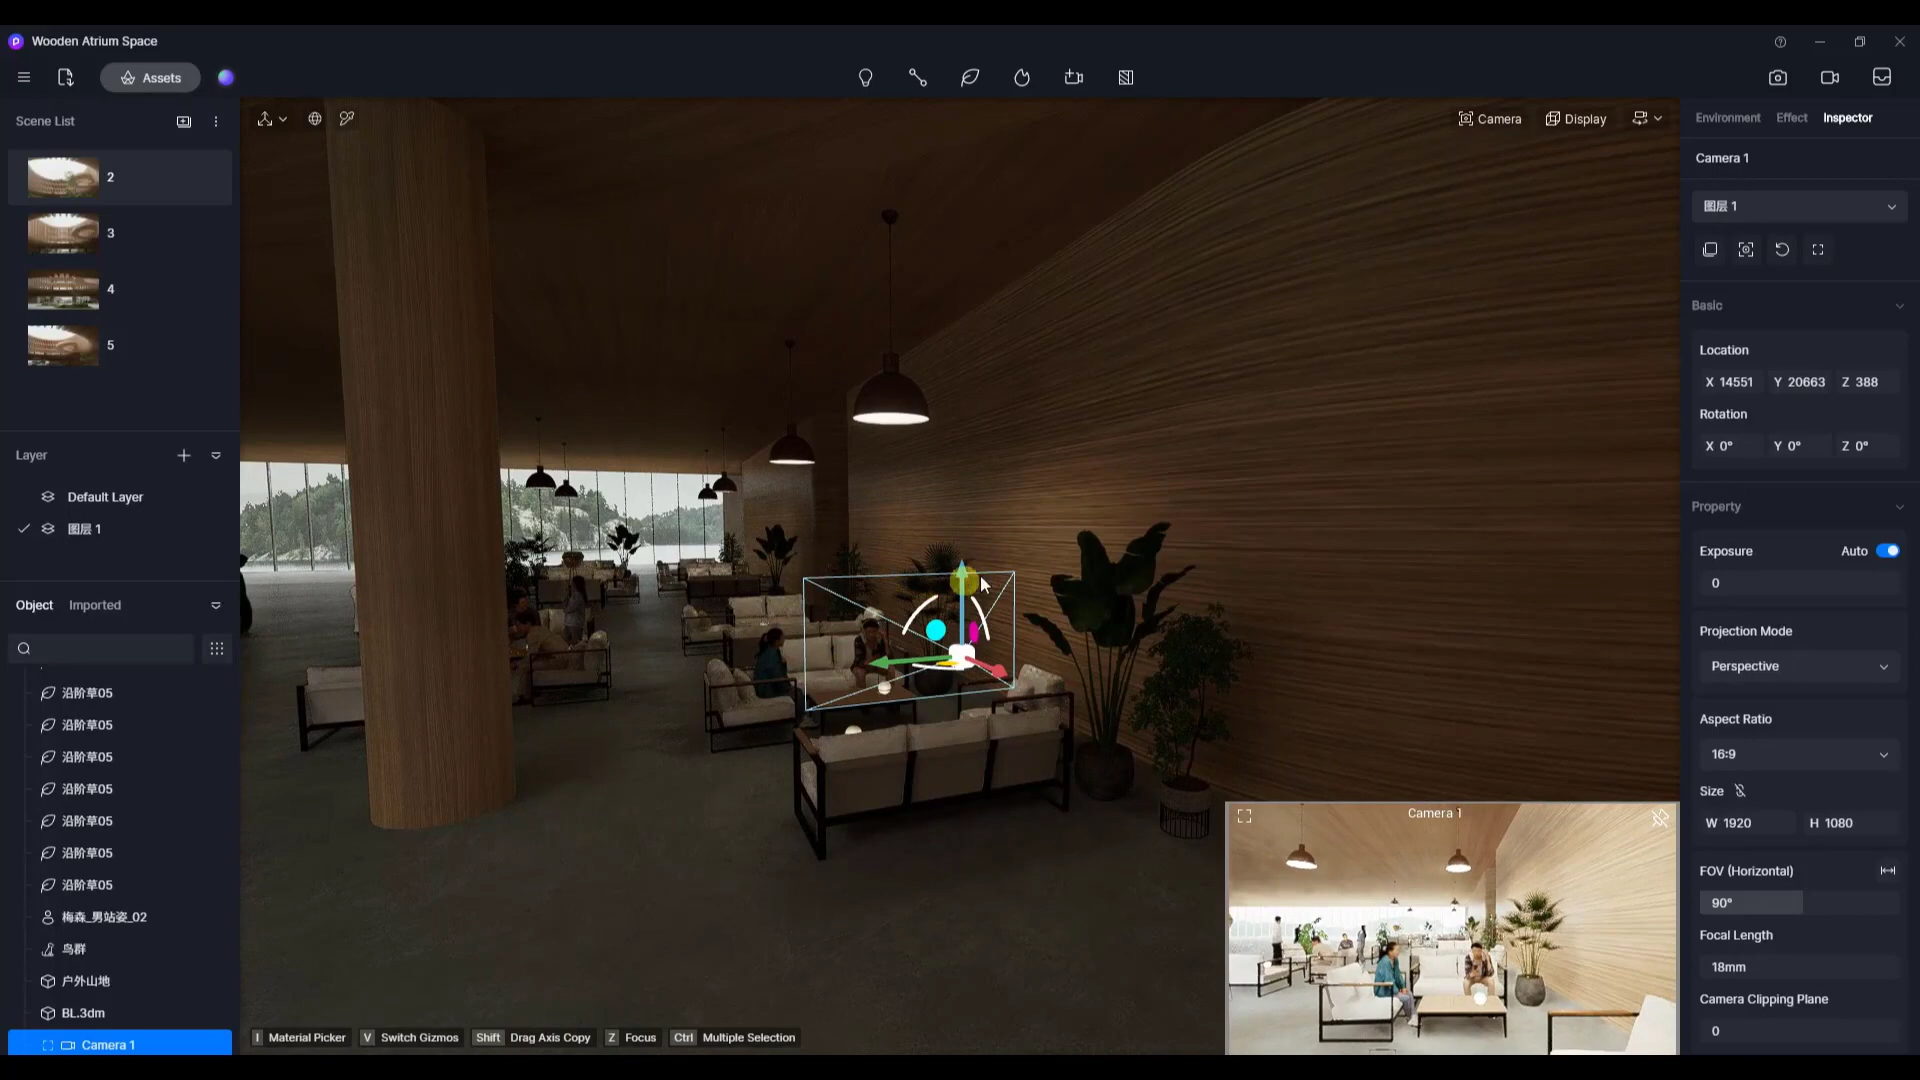 Wooden Atrium Space
Assets
Scene List
2
3
4
5
Layer
Default Layer
图层 1
Object
Imported
沿阶草05
沿阶草05
沿阶草05
沿阶草05
沿阶草05
沿阶草05
沿阶草05
梅森_男站姿_02
鸟群
户外山地
BL.3dm
Camera 1
Camera
Display
Camera 1
I Material Picker V Switch Gizmos Shift Drag Axis Copy Z Focus Ctrl Multiple Selection
Environment Effect Inspector
Camera 1
图层 1
Basic
Location
X 14551 Y 20663 Z 388
Rotation
X 0° Y 0° Z 0°
Property
Exposure Auto
0
Projection Mode
Perspective
Aspect Ratio
16:9
Size
W 1920 H 1080
FOV (Horizontal)
90°
Focal Length
18mm
Camera Clipping Plane
0